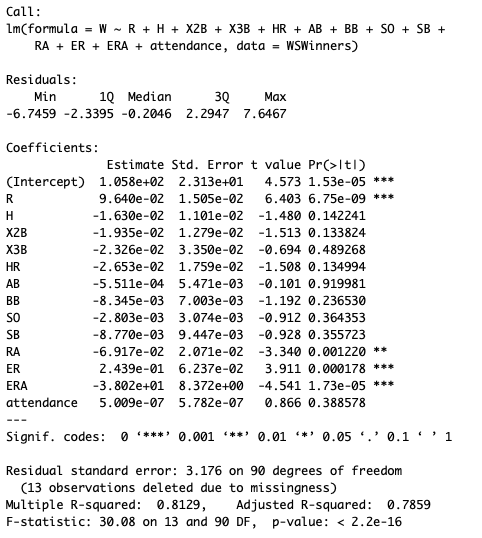 Call:
lm(formula = W ~ R + H + X2B + X3B + HR + AB + BB + SO + SB +
    RA + ER + ERA + attendance, data = WSWinners)

Residuals:
    Min      1Q  Median      3Q     Max
-6.7459 -2.3395 -0.2046  2.2947  7.6467

Coefficients:
              Estimate Std. Error t value Pr(>|t|)
(Intercept)  1.058e+02  2.313e+01   4.573 1.53e-05 ***
R            9.640e-02  1.505e-02   6.403 6.75e-09 ***
H           -1.630e-02  1.101e-02  -1.480 0.142241
X2B         -1.935e-02  1.279e-02  -1.513 0.133824
X3B         -2.326e-02  3.350e-02  -0.694 0.489268
HR          -2.653e-02  1.759e-02  -1.508 0.134994
AB          -5.511e-04  5.471e-03  -0.101 0.919981
BB          -8.345e-03  7.003e-03  -1.192 0.236530
SO          -2.803e-03  3.074e-03  -0.912 0.364353
SB          -8.770e-03  9.447e-03  -0.928 0.355723
RA          -6.917e-02  2.071e-02  -3.340 0.001220 **
ER           2.439e-01  6.237e-02   3.911 0.000178 ***
ERA         -3.802e+01  8.372e+00  -4.541 1.73e-05 ***
attendance   5.009e-07  5.782e-07   0.866 0.388578
---
Signif. codes:  0 ‘***’ 0.001 ‘**’ 0.01 ‘*’ 0.05 ‘.’ 0.1 ‘ ’ 1

Residual standard error: 3.176 on 90 degrees of freedom
  (13 observations deleted due to missingness)
Multiple R-squared:  0.8129,	Adjusted R-squared:  0.7859
F-statistic: 30.08 on 13 and 90 DF,  p-value: < 2.2e-16